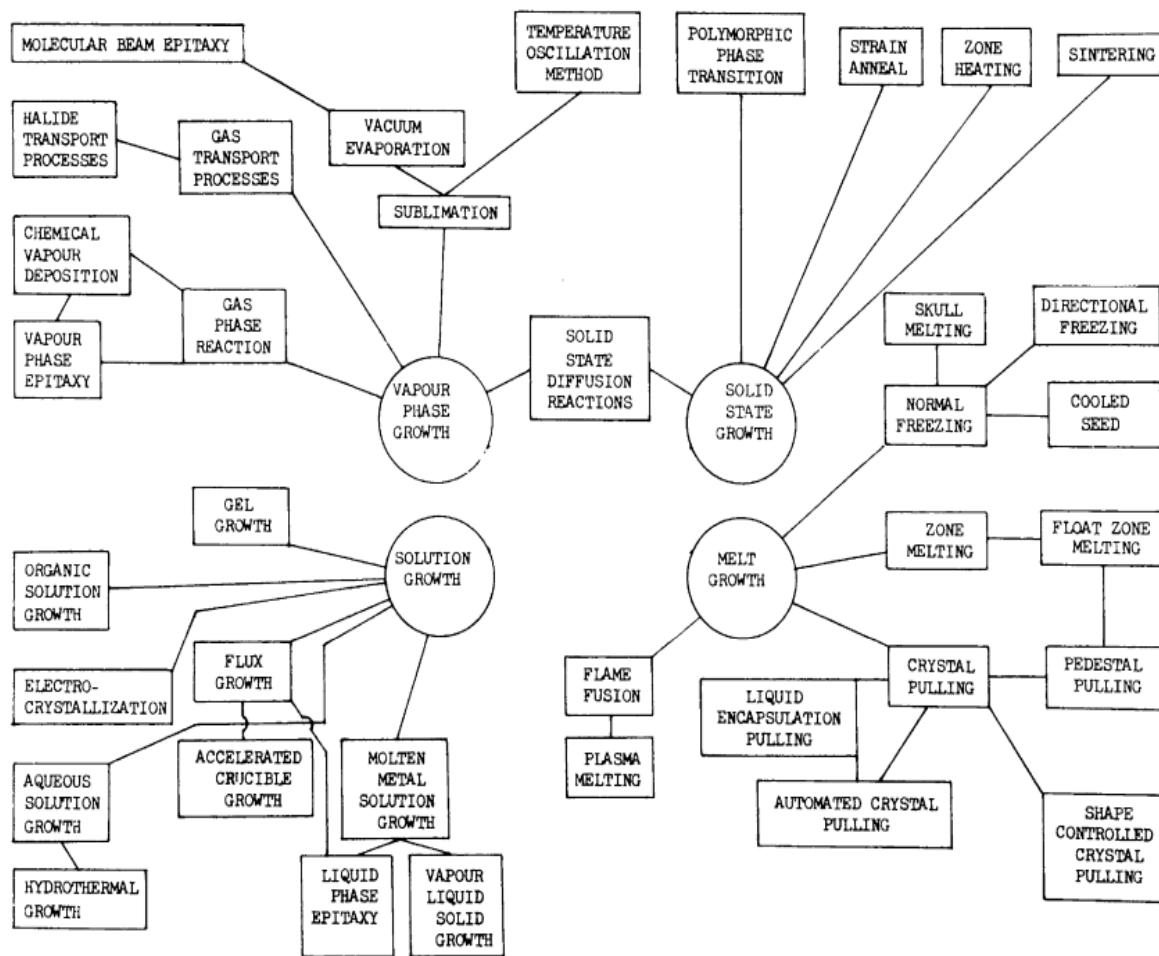 MOLECULAR BEAM EPITAXY
TEMPERATURE
OSCILLATION
METHOD
POLYMORPHIC
PHASE
TRANSITION
STRAIN
ANNEAL
ZONE
HEATING
SINTERING
HALIDE
TRANSPORT
PROCESSES
GAS
TRANSPORT
PROCESSES
VACUUM
EVAPORATION
SUBLIMATION
CHEMICAL
VAPOUR
DEPOSITION
VAPOUR
PHASE
EPITAXY
GAS
PHASE
REACTION
VAPOUR
PHASE
GROWTH
SOLID
STATE
DIFFUSION
REACTIONS
SOLID
STATE
GROWTH
SKULL
MELTING
DIRECTIONAL
FREEZING
NORMAL
FREEZING
COOLED
SEED
GEL
GROWTH
SOLUTION
GROWTH
MELT
GROWTH
ZONE
MELTING
FLOAT ZONE
MELTING
ORGANIC
SOLUTION
GROWTH
ELECTRO-
CRYSTALLIZATION
FLUX
GROWTH
FLAME
FUSION
LIQUID
ENCAPSULATION
PULLING
CRYSTAL
PULLING
PEDESTAL
PULLING
AQUEOUS
SOLUTION
GROWTH
ACCELERATED
CRUCIBLE
GROWTH
MOLTEN
METAL
SOLUTION
GROWTH
PLASMA
MELTING
AUTOMATED CRYSTAL
PULLING
SHAPE
CONTROLLED
CRYSTAL
PULLING
HYDROTHERMAL
GROWTH
LIQUID
PHASE
EPITAXY
VAPOUR
LIQUID
SOLID
GROWTH